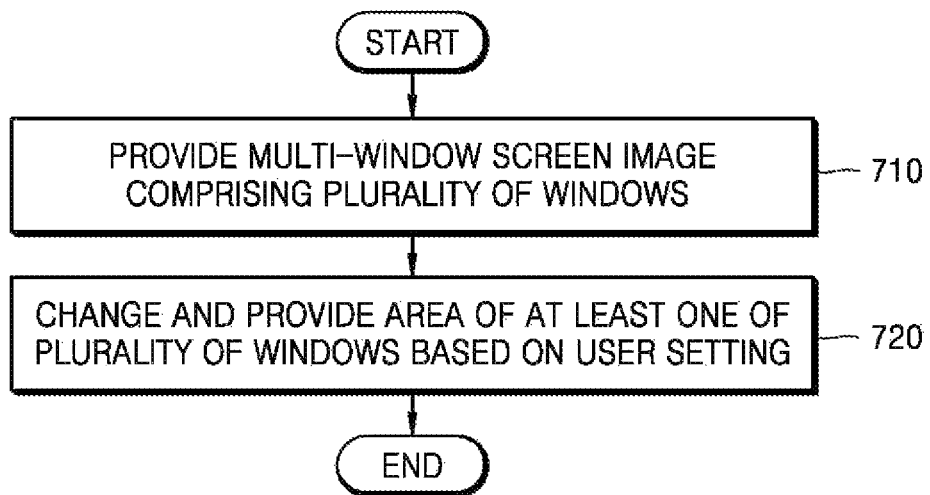 START
PROVIDE MULTI-WINDOW SCREEN IMAGE
COMPRISING PLURALITY OF WINDOWS
710
CHANGE AND PROVIDE AREA OF AT LEAST ONE OF
PLURALITY OF WINDOWS BASED ON USER SETTING
720
END